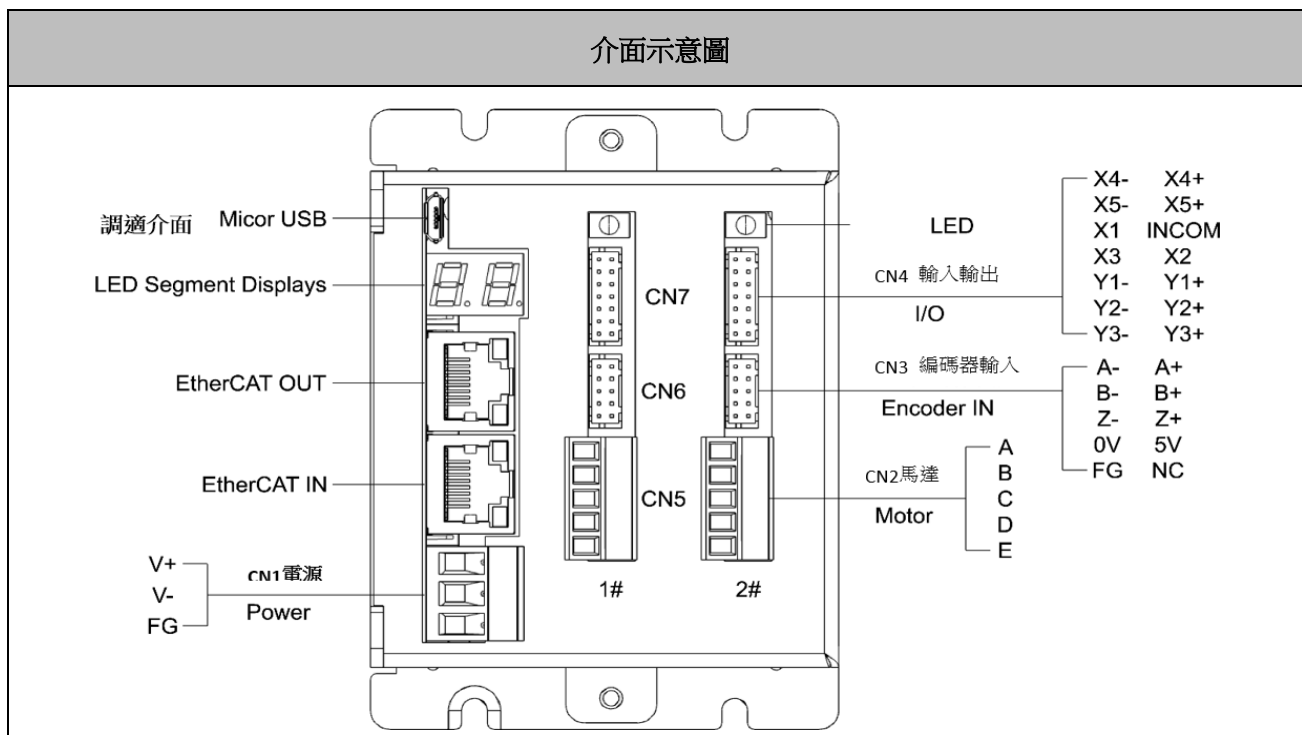 介面示意圖
調適介面 Micor USB
LED Segment Displays
EtherCAT OUT
EtherCAT IN
V+
V-
FG
CN1電源
Power
CN7
CN6
CN5
1#
2#
LED
CN4 輸入輸出
I/O
X4- X4+
X5- X5+
X1 INCOM
X3 X2
Y1- Y1+
Y2- Y2+
Y3- Y3+
CN3 編碼器輸入
Encoder IN
A- A+
B- B+
Z- Z+
0V 5V
FG NC
CN2馬達
Motor
A
B
C
D
E